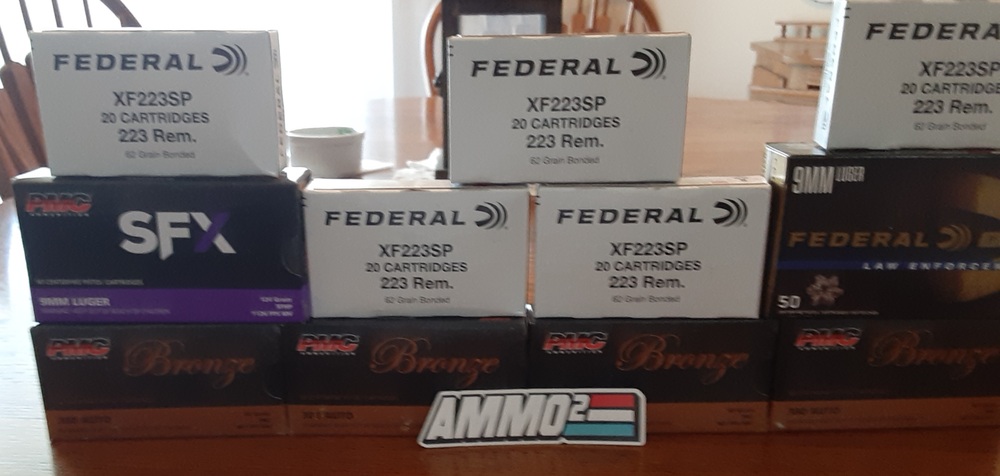 FEDERAL
XF223SP
20 CARTRIDGES
223 Rem.
62 Grain Bonded
FEDERAL
XF223SP
20 CARTRIDGES
223 Rem.
62 Grain Bonded
FEDERA
XF223SP
20 CARTRIDGES
223 Rem.
62 Grain Bonded
PMC
SFX
9MM LUGER
FEDERAL
XF223SP
20 CARTRIDGES
223 Rem.
62 Grain Bonded
FEDERAL
XF223SP
20 CARTRIDGES
223 Rem.
62 Grain Bonded
9MM LUGER
FEDERAL
LAW ENFORCE
50
PMC Bronze
PMC Bronze
PMC Bronze
PMC Bronze
AMMO2